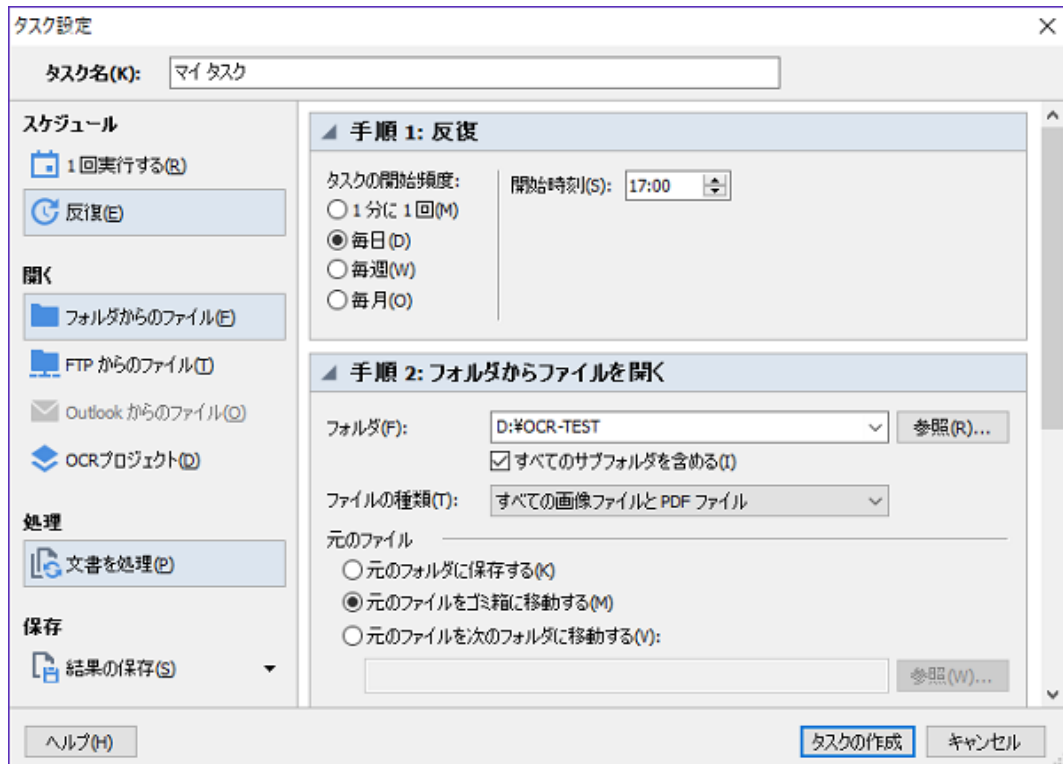 タスク設定
タスク名(K): マイ タスク
スケジュール
1回実行する(R)
反復(E)
開く
フォルダからのファイル(F)
FTP からのファイル(T)
Outlook からのファイル(O)
OCRプロジェクト(D)
処理
文書を処理(P)
保存
結果の保存(S)
手順 1: 反復
タスクの開始頻度:
1分に1回(M)
毎日(D)
毎週(W)
毎月(O)
開始時刻(S): 17:00
手順 2: フォルダからファイルを開く
フォルダ(F): D:¥OCR-TEST 参照(R)...
すべてのサブフォルダを含める(I)
ファイルの種類(T): すべての画像ファイルと PDF ファイル
元のファイル
元のフォルダに保存する(K)
元のファイルをゴミ箱に移動する(M)
元のファイルを次のフォルダに移動する(V):
参照(W)...
ヘルプ(H) タスクの作成 キャンセル